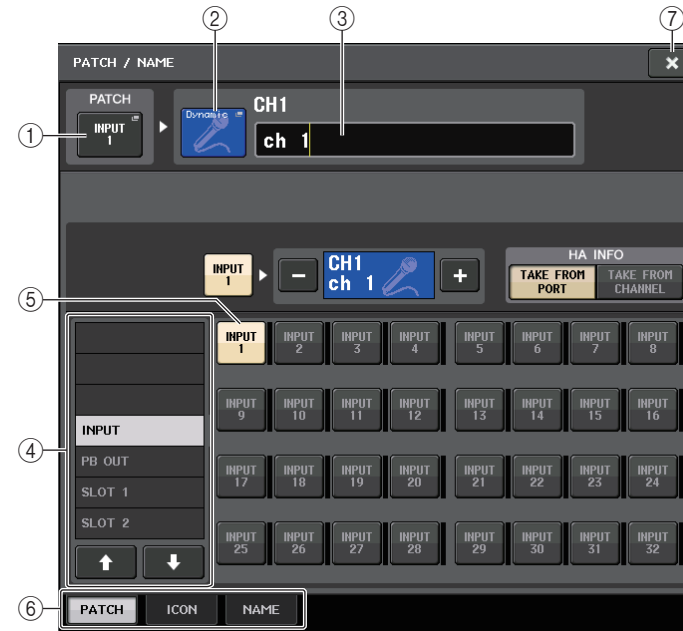 ② ③ ⑦
PATCH / NAME ×
PATCH
① INPUT 1
Dynamic
CH1
ch 1
INPUT 1
−
CH1
ch 1
+
HA INFO
TAKE FROM PORT
TAKE FROM CHANNEL
⑤
④
INPUT
PB OUT
SLOT 1
SLOT 2
INPUT 1 INPUT 2 INPUT 3 INPUT 4 INPUT 5 INPUT 6 INPUT 7 INPUT 8
INPUT 9 INPUT 10 INPUT 11 INPUT 12 INPUT 13 INPUT 14 INPUT 15 INPUT 16
INPUT 17 INPUT 18 INPUT 19 INPUT 20 INPUT 21 INPUT 22 INPUT 23 INPUT 24
INPUT 25 INPUT 26 INPUT 27 INPUT 28 INPUT 29 INPUT 30 INPUT 31 INPUT 32
⑥ PATCH ICON NAME